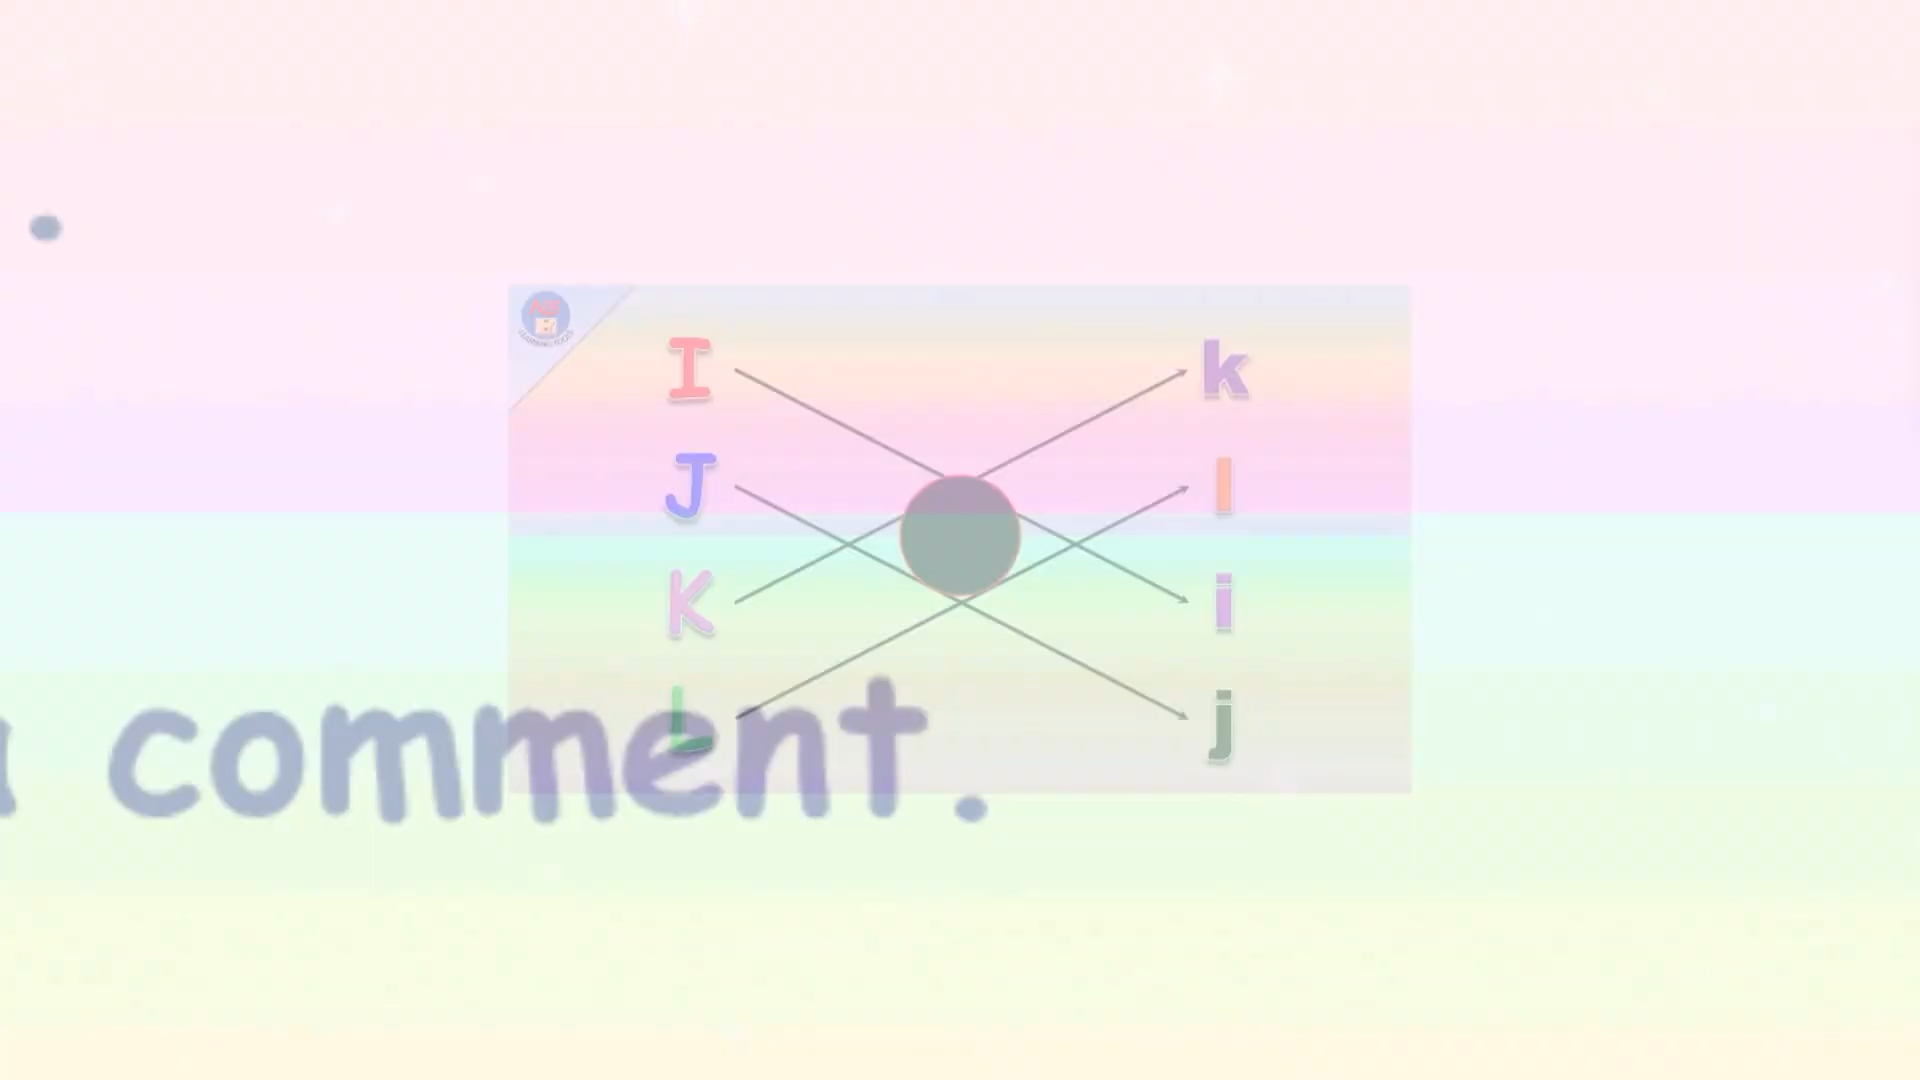 I k
J l
K i
L j
comment.